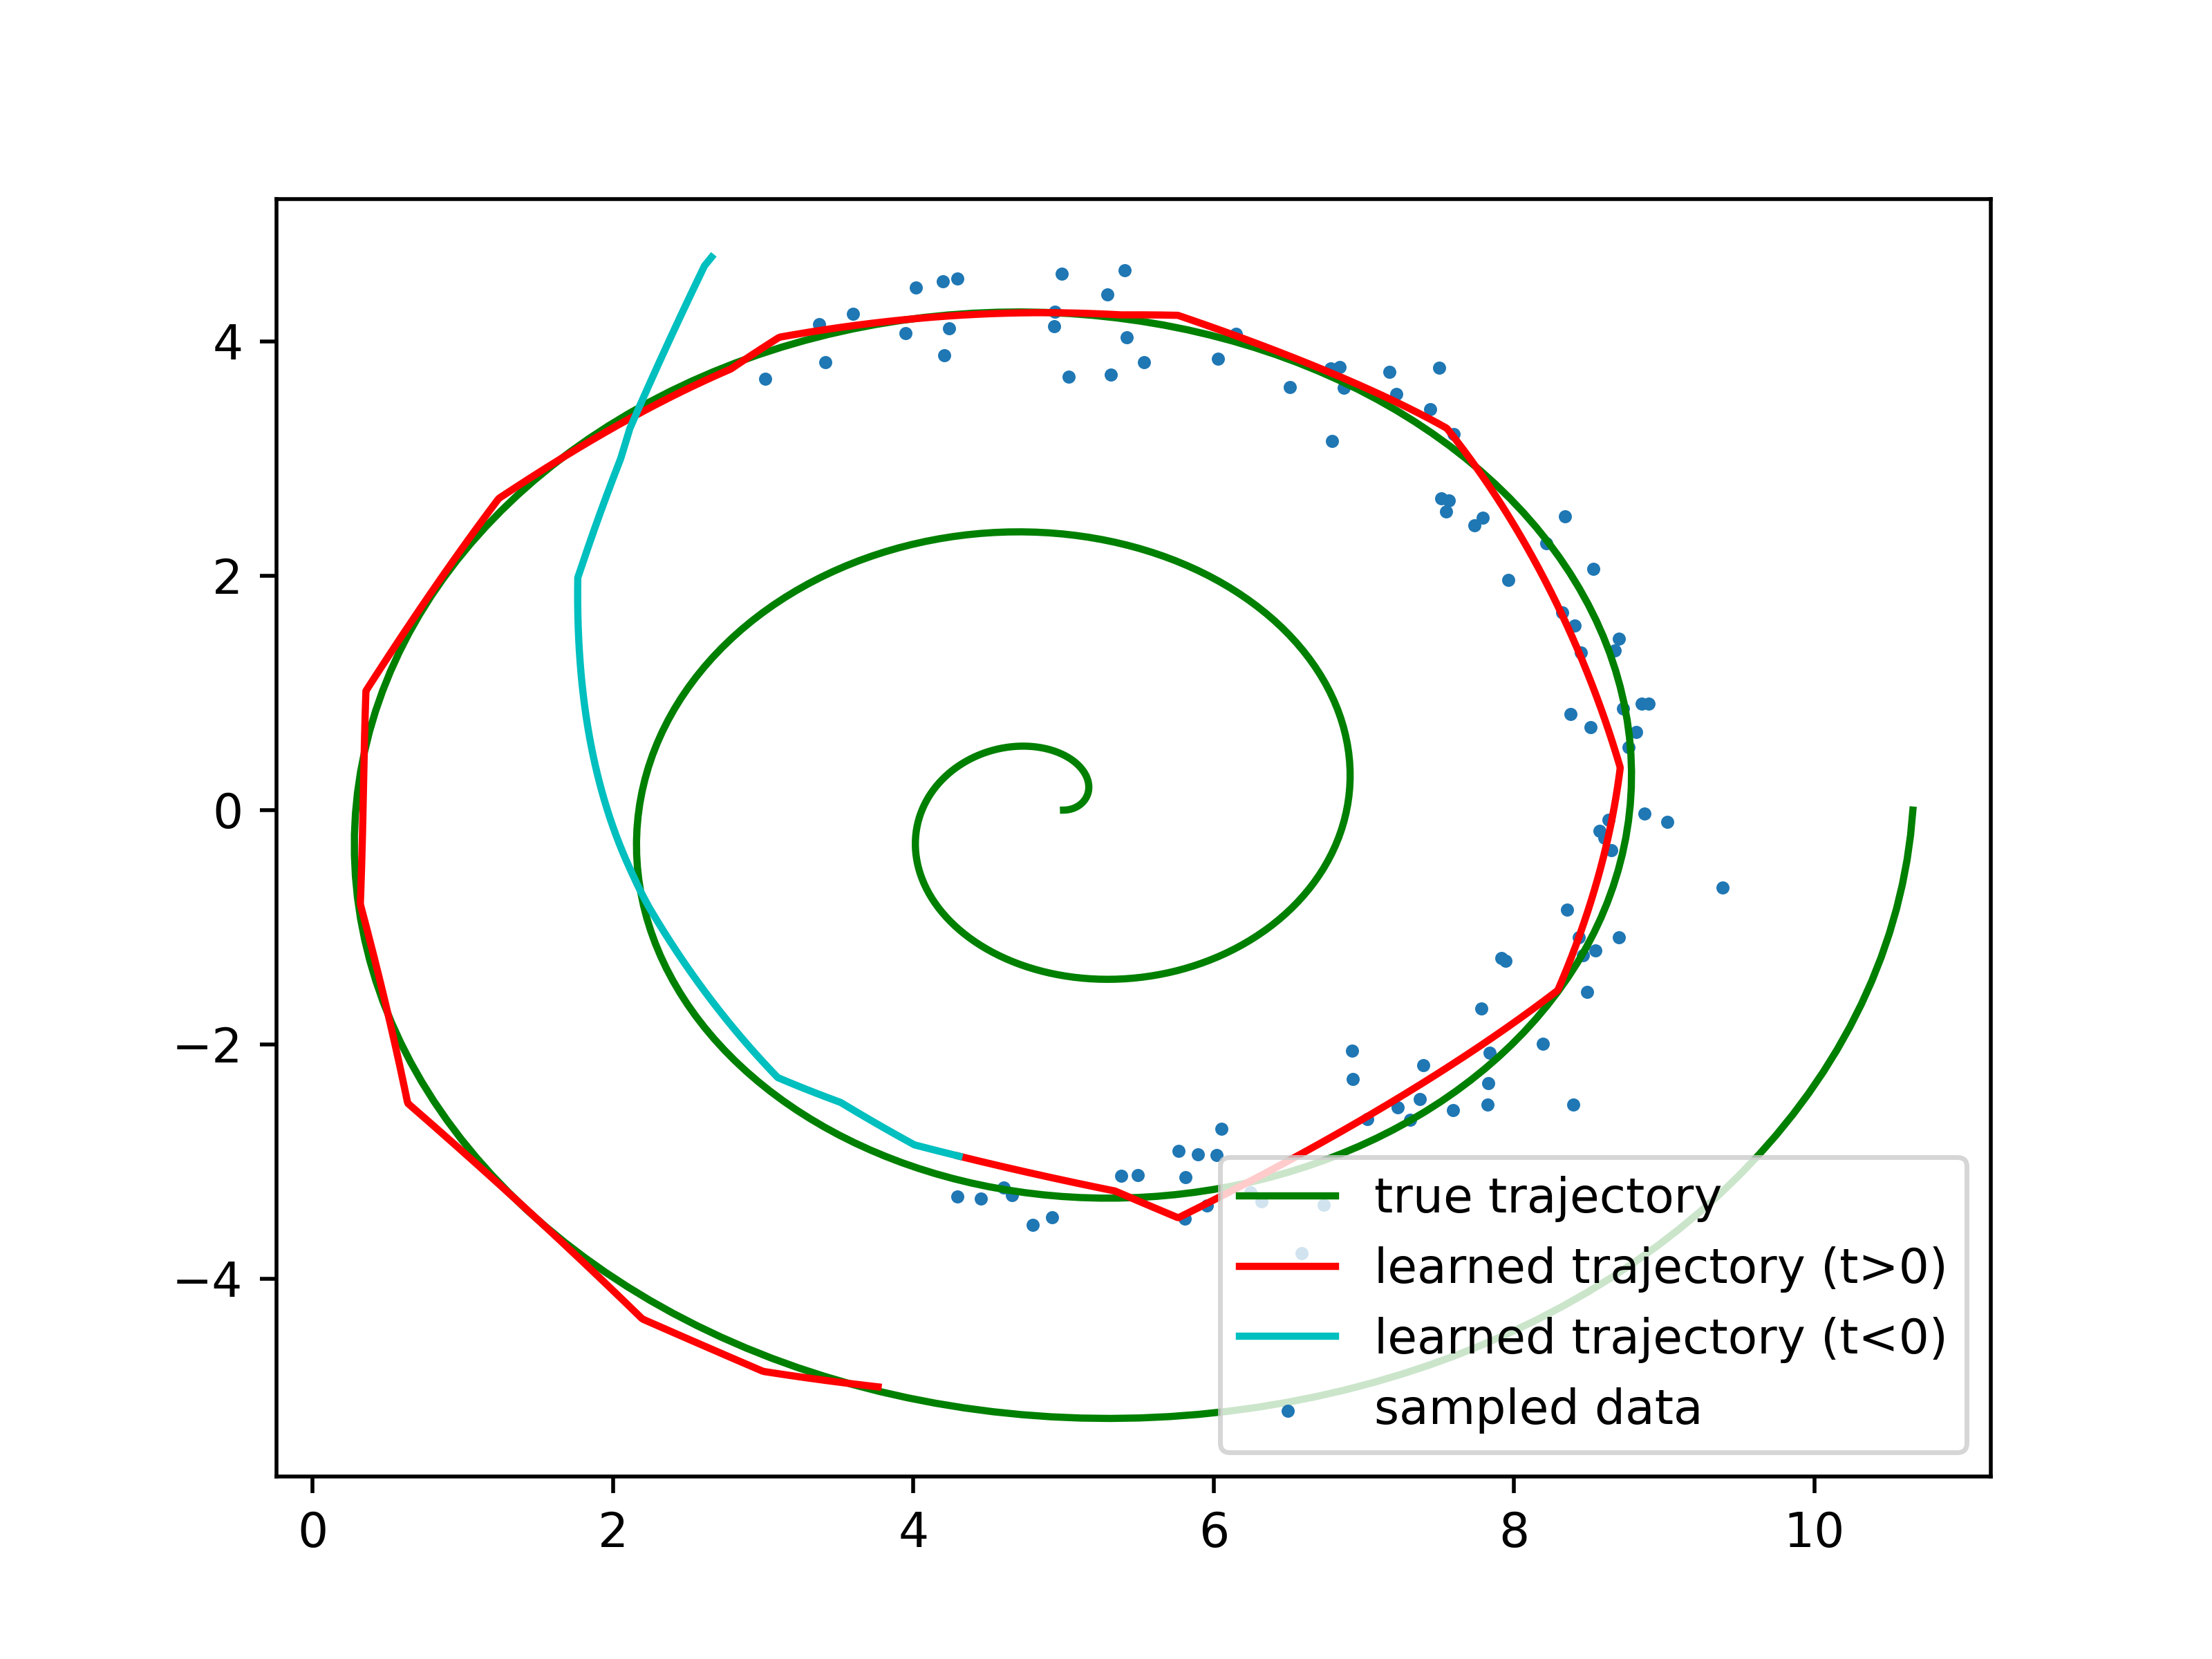 4
2
0
−2
−4
0 2 4 6 8 10
true trajectory
learned trajectory (t>0)
learned trajectory (t<0)
sampled data